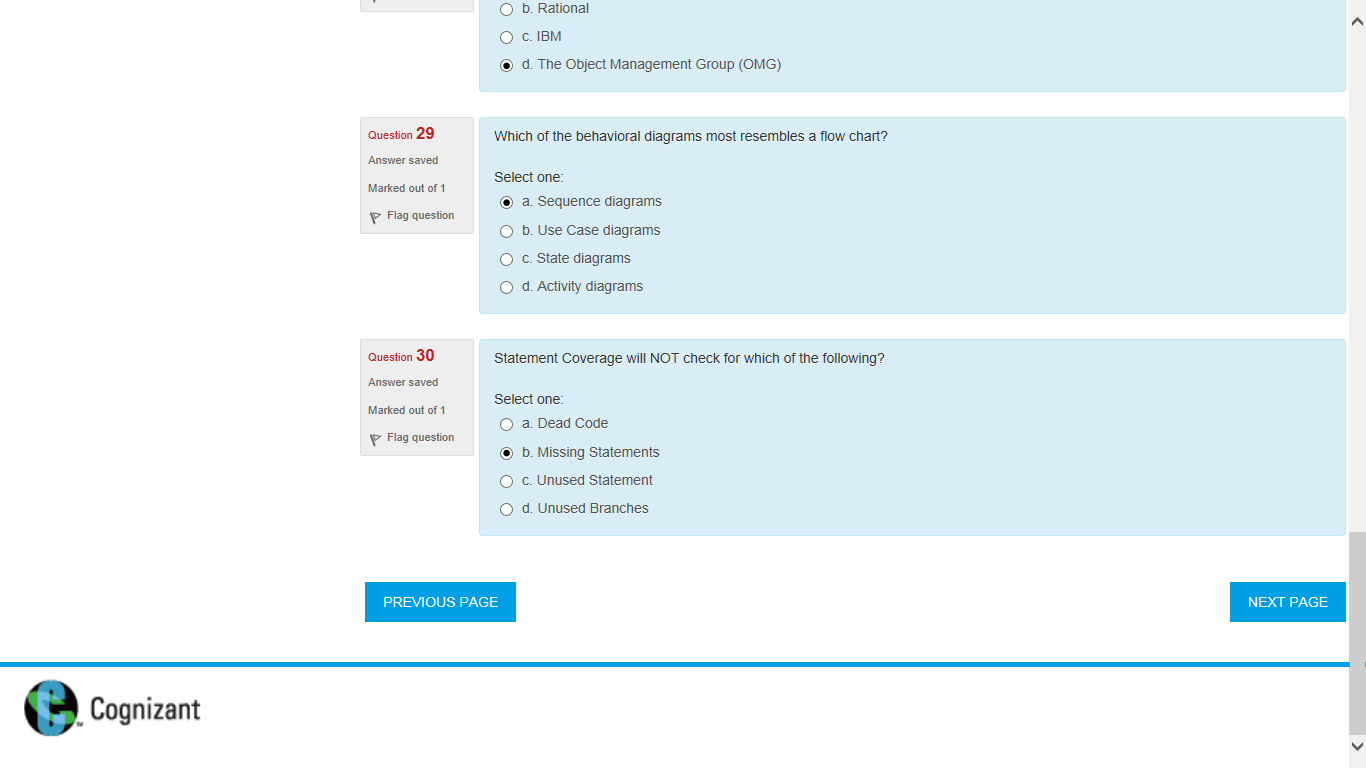 b. Rational
c. IBM
d. The Object Management Group (OMG)
Question 29
Answer saved
Marked out of 1
Flag question
Which of the behavioral diagrams most resembles a flow chart?
Select one:
a. Sequence diagrams
b. Use Case diagrams
c. State diagrams
d. Activity diagrams
Question 30
Answer saved
Marked out of 1
Flag question
Statement Coverage will NOT check for which of the following?
Select one:
a. Dead Code
b. Missing Statements
c. Unused Statement
d. Unused Branches
PREVIOUS PAGE
NEXT PAGE
Cognizant